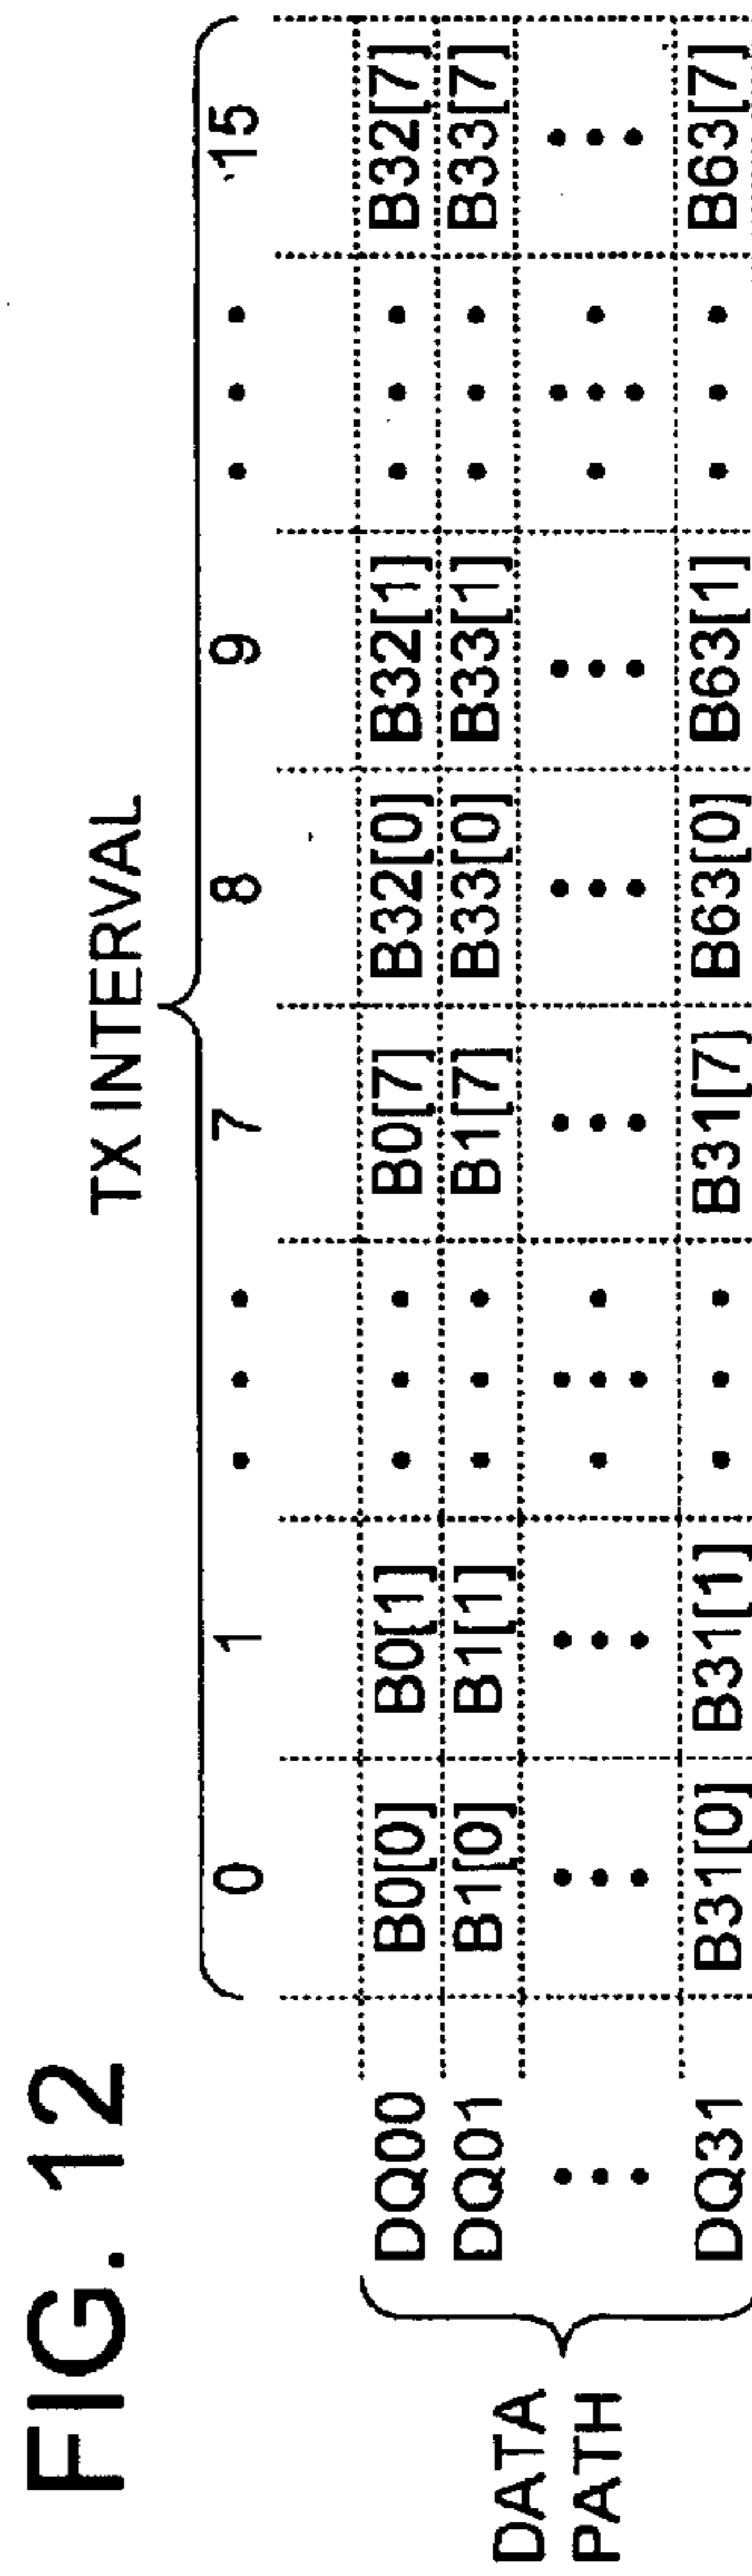 FIG. 12
TX INTERVAL
0 1 • • • 7 8 9 • • • 15
DATA PATH
DQ00 B0[0] B0[1] • • • B0[7] B32[0] B32[1] • • • B32[7]
DQ01 B1[0] B1[1] • • • B1[7] B33[0] B33[1] • • • B33[7]
DQ31 B31[0] B31[1] • • • B31[7] B63[0] B63[1] • • • B63[7]